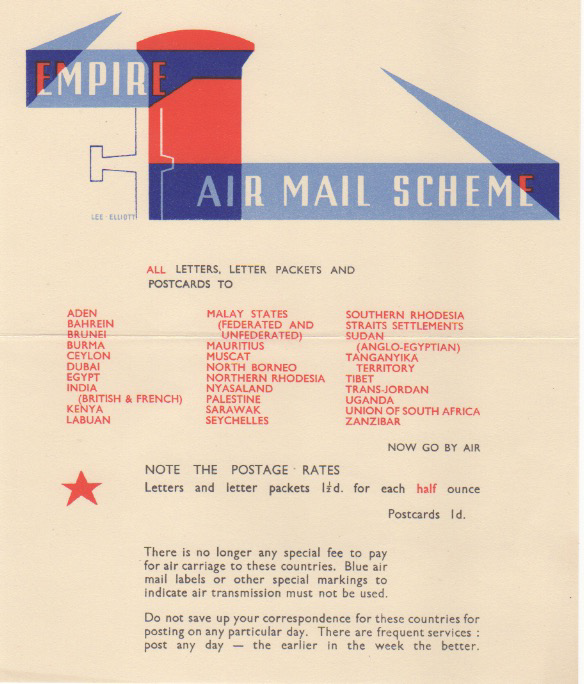 EMPIRE
AIR MAIL SCHEME
LEE-ELLIOTT
ALL LETTERS, LETTER PACKETS AND
POSTCARDS TO
ADEN
BAHREIN
BRUNEI
BURMA
CEYLON
DUBAI
EGYPT
INDIA
(BRITISH & FRENCH)
KENYA
LABUAN
MALAY STATES
(FEDERATED AND
UNFEDERATED)
MAURITIUS
MUSCAT
NORTH BORNEO
NORTHERN RHODESIA
NYASALAND
PALESTINE
SARAWAK
SEYCHELLES
SOUTHERN RHODESIA
STRAITS SETTLEMENTS
SUDAN
(ANGLO-EGYPTIAN)
TANGANYIKA
TERRITORY
TIBET
TRANS-JORDAN
UGANDA
UNION OF SOUTH AFRICA
ZANZIBAR
NOW GO BY AIR
NOTE THE POSTAGE RATES
Letters and letter packets 1½d. for each half ounce
Postcards 1d.
There is no longer any special fee to pay
for air carriage to these countries. Blue air
mail labels or other special markings to
indicate air transmission must not be used.
Do not save up your correspondence for these countries for
posting on any particular day. There are frequent services :
post any day — the earlier in the week the better.